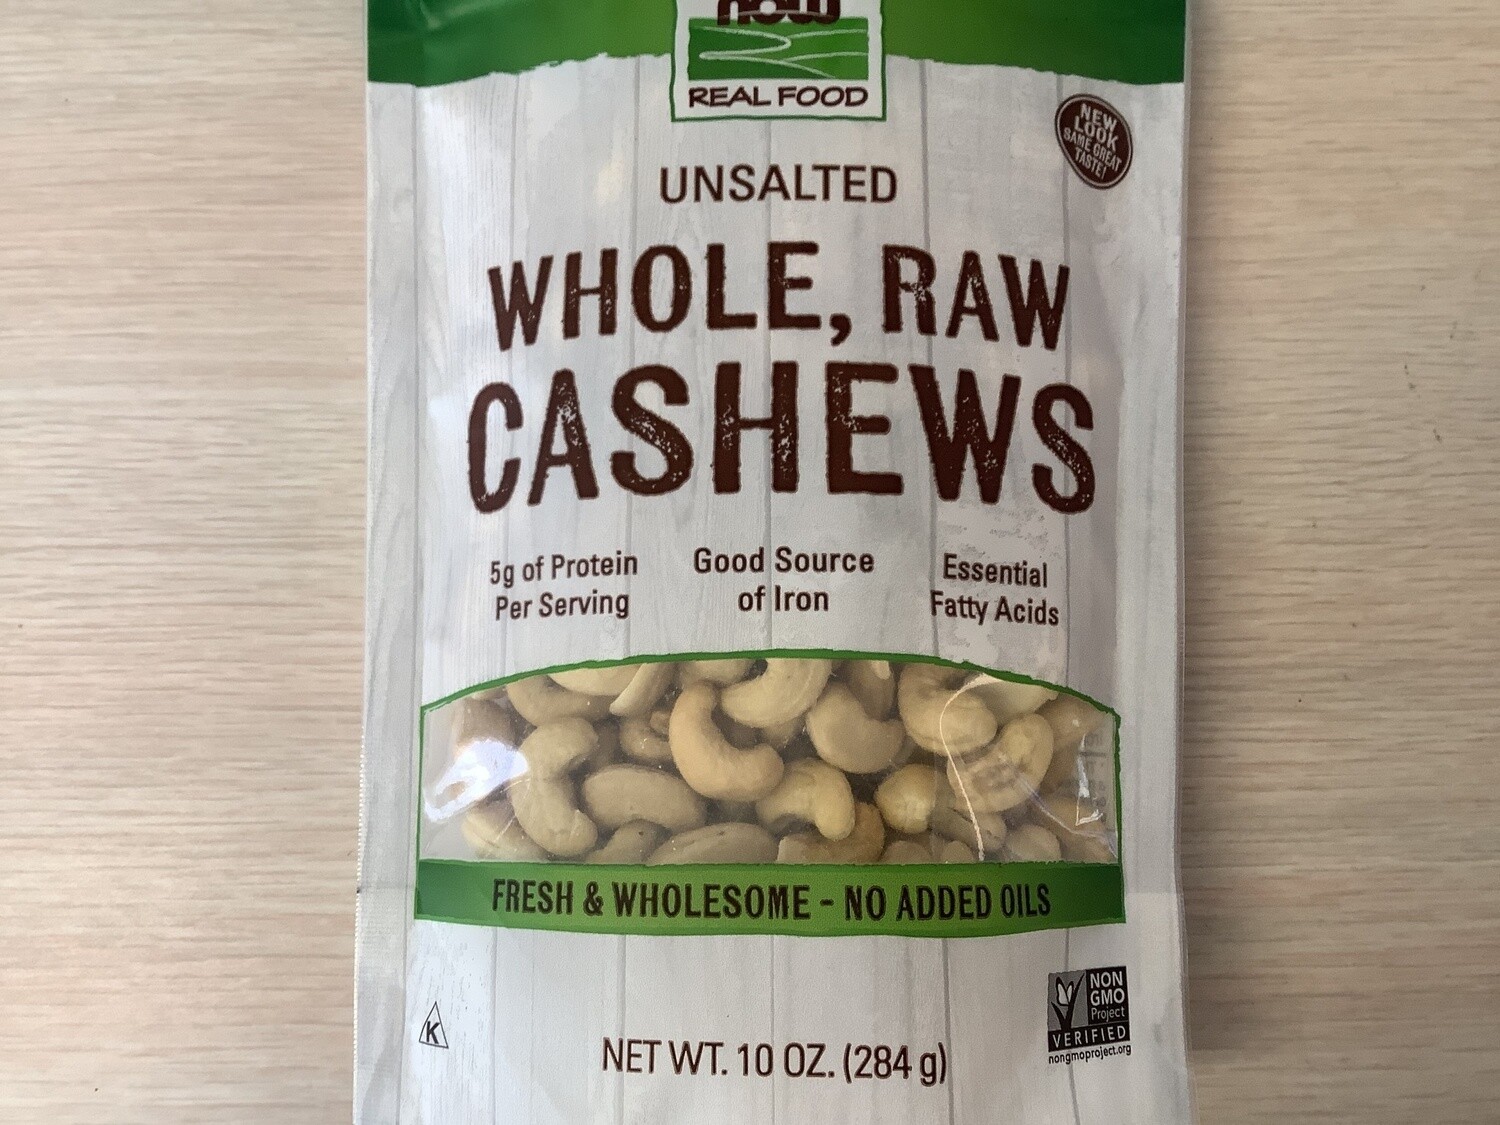 now
REAL FOOD
NEW
LOOK
SAME GREAT
TASTE!
UNSALTED
WHOLE, RAW
CASHEWS
5g of Protein
Per Serving
Good Source
of Iron
Essential
Fatty Acids
FRESH & WHOLESOME - NO ADDED OILS
K
NON
GMO
Project
VERIFIED
nongmoproject.org
NET WT. 10 OZ. (284 g)